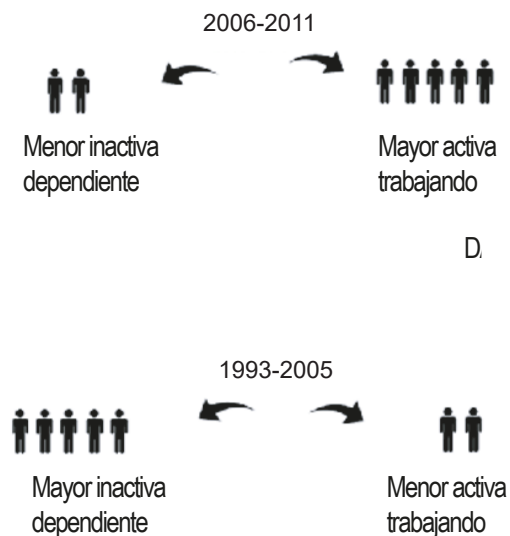 2006-2011
Menor inactiva
dependiente
Mayor activa
trabajando
1993-2005
Mayor inactiva
dependiente
Menor activa
trabajando